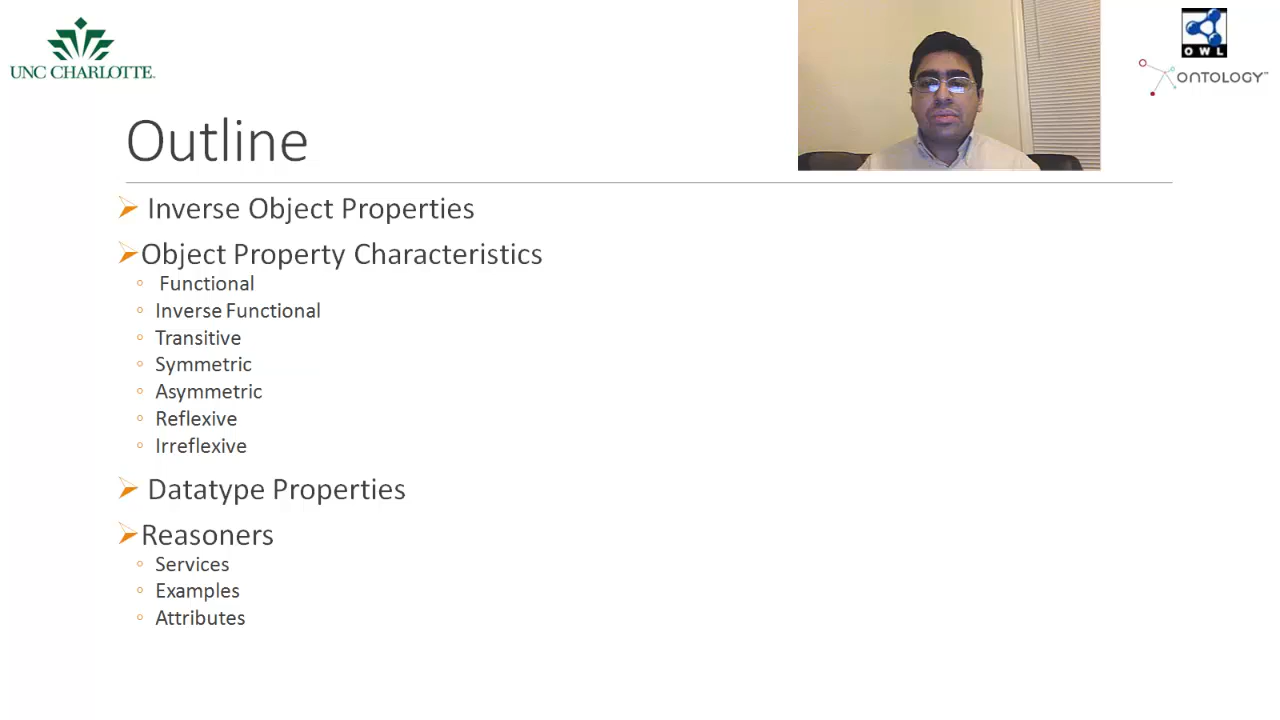 UNC CHARLOTTE.
OWL
ONTOLOGY™
Outline
Inverse Object Properties
Object Property Characteristics
Functional
Inverse Functional
Transitive
Symmetric
Asymmetric
Reflexive
Irreflexive
Datatype Properties
Reasoners
Services
Examples
Attributes